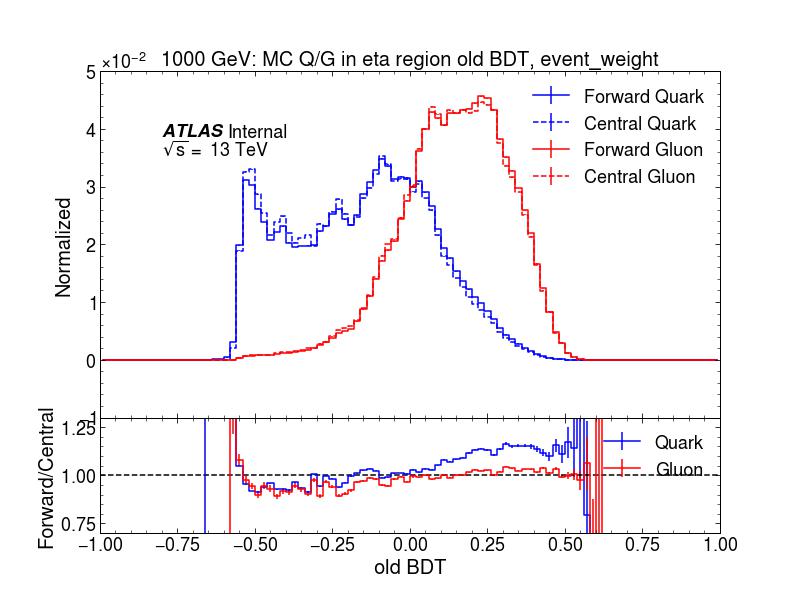 ×10⁻² 1000 GeV: MC Q/G in eta region old BDT, event_weight
5
4
3
2
1
0
−1
Normalized
ATLAS Internal
√s = 13 TeV
Forward Quark
Central Quark
Forward Gluon
Central Gluon
1.25
1.00
0.75
Forward/Central
Quark
Gluon
−1.00 −0.75 −0.50 −0.25 0.00 0.25 0.50 0.75 1.00
old BDT